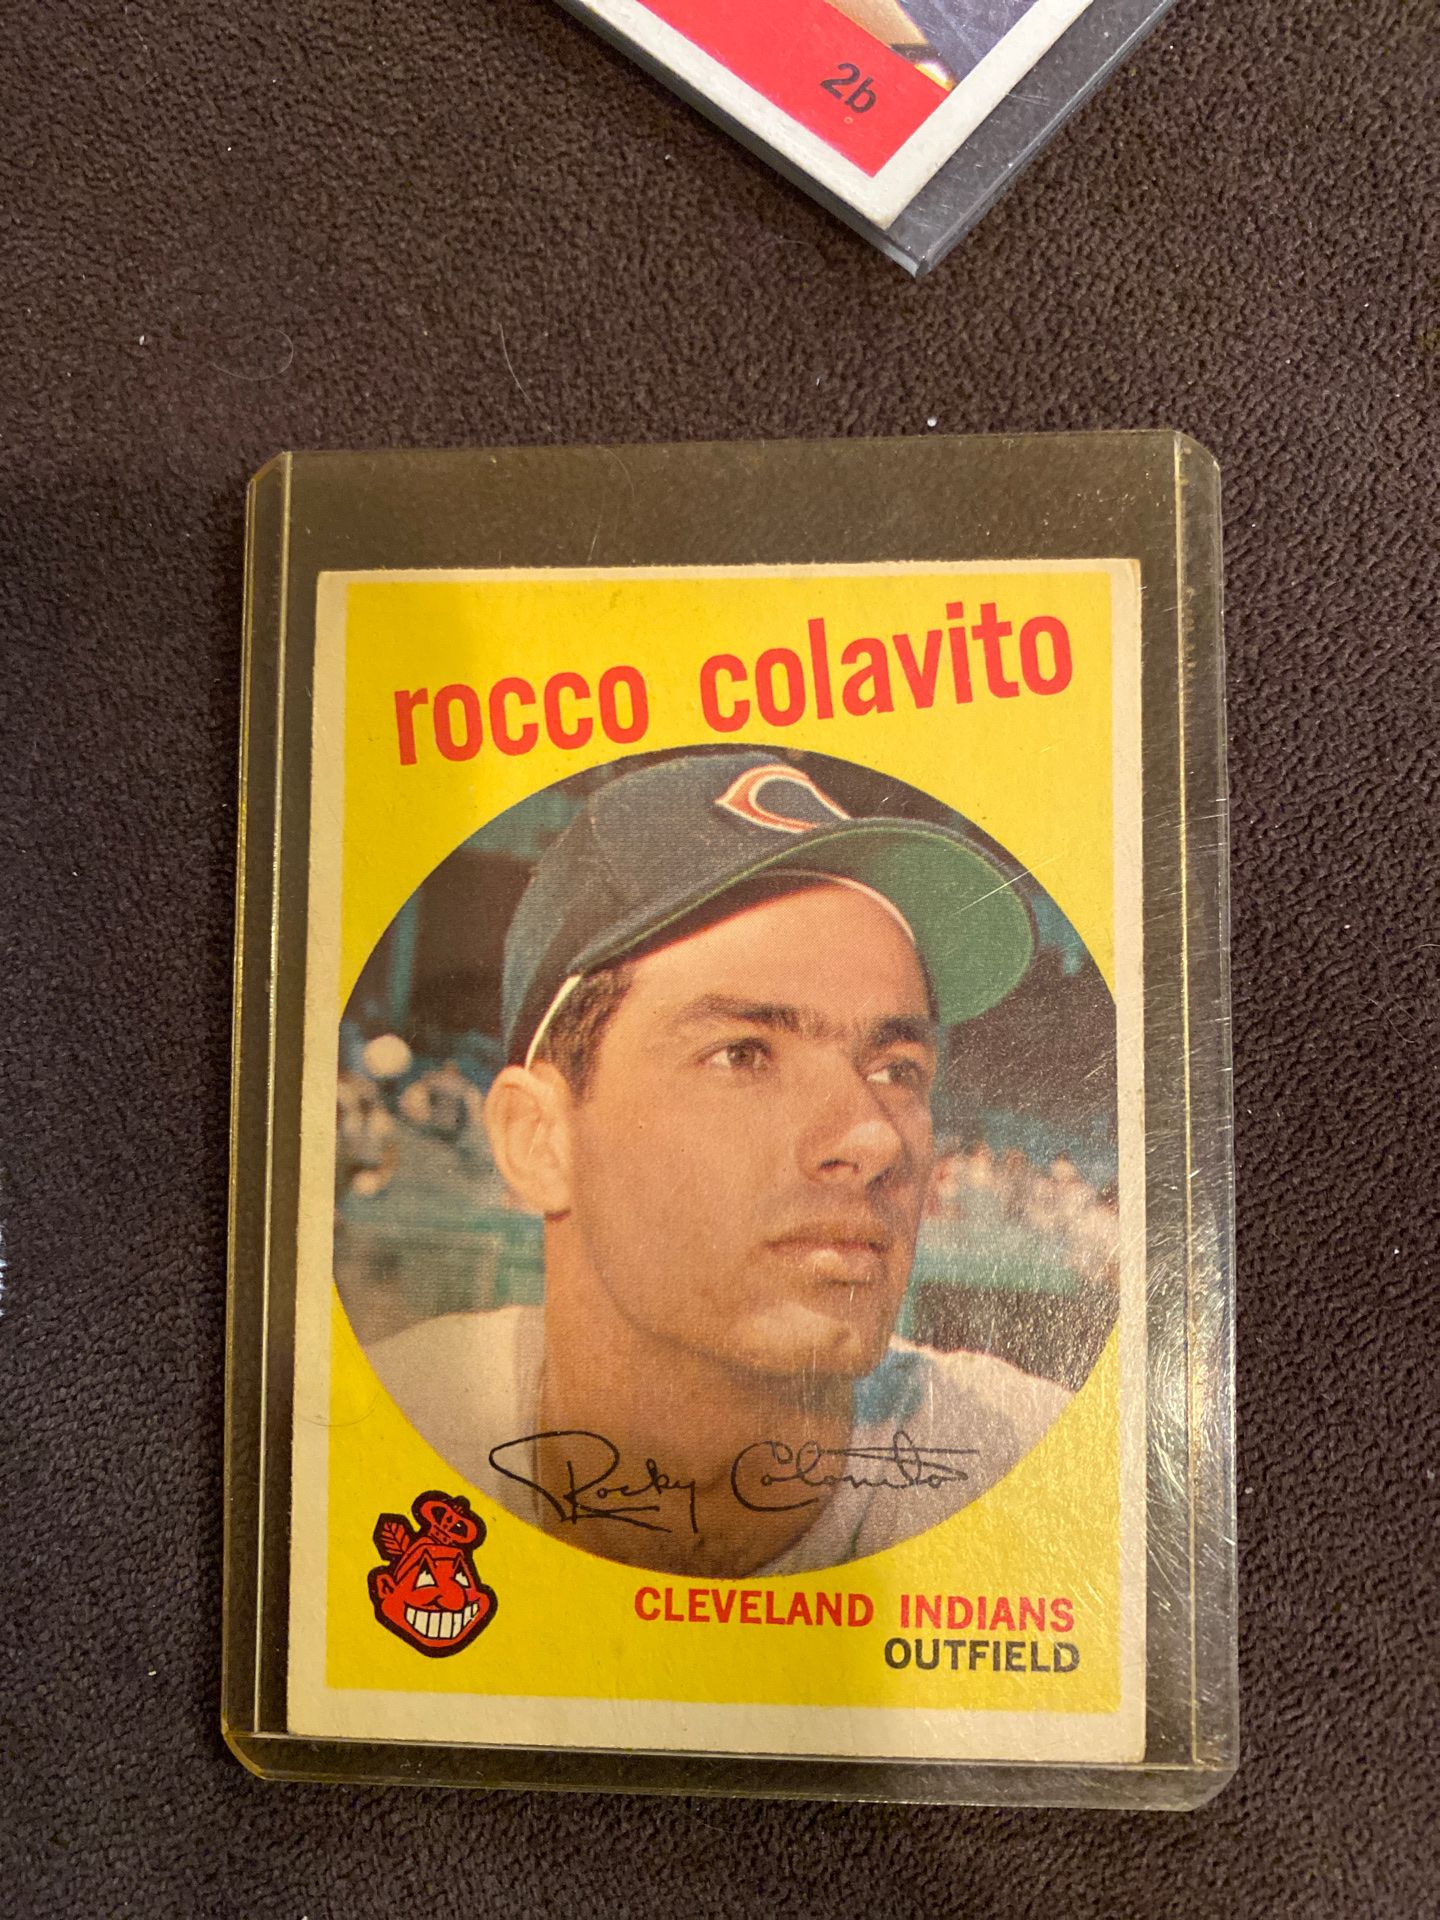 2b
rocco colavito
Rocky Colavito
CLEVELAND INDIANS
OUTFIELD